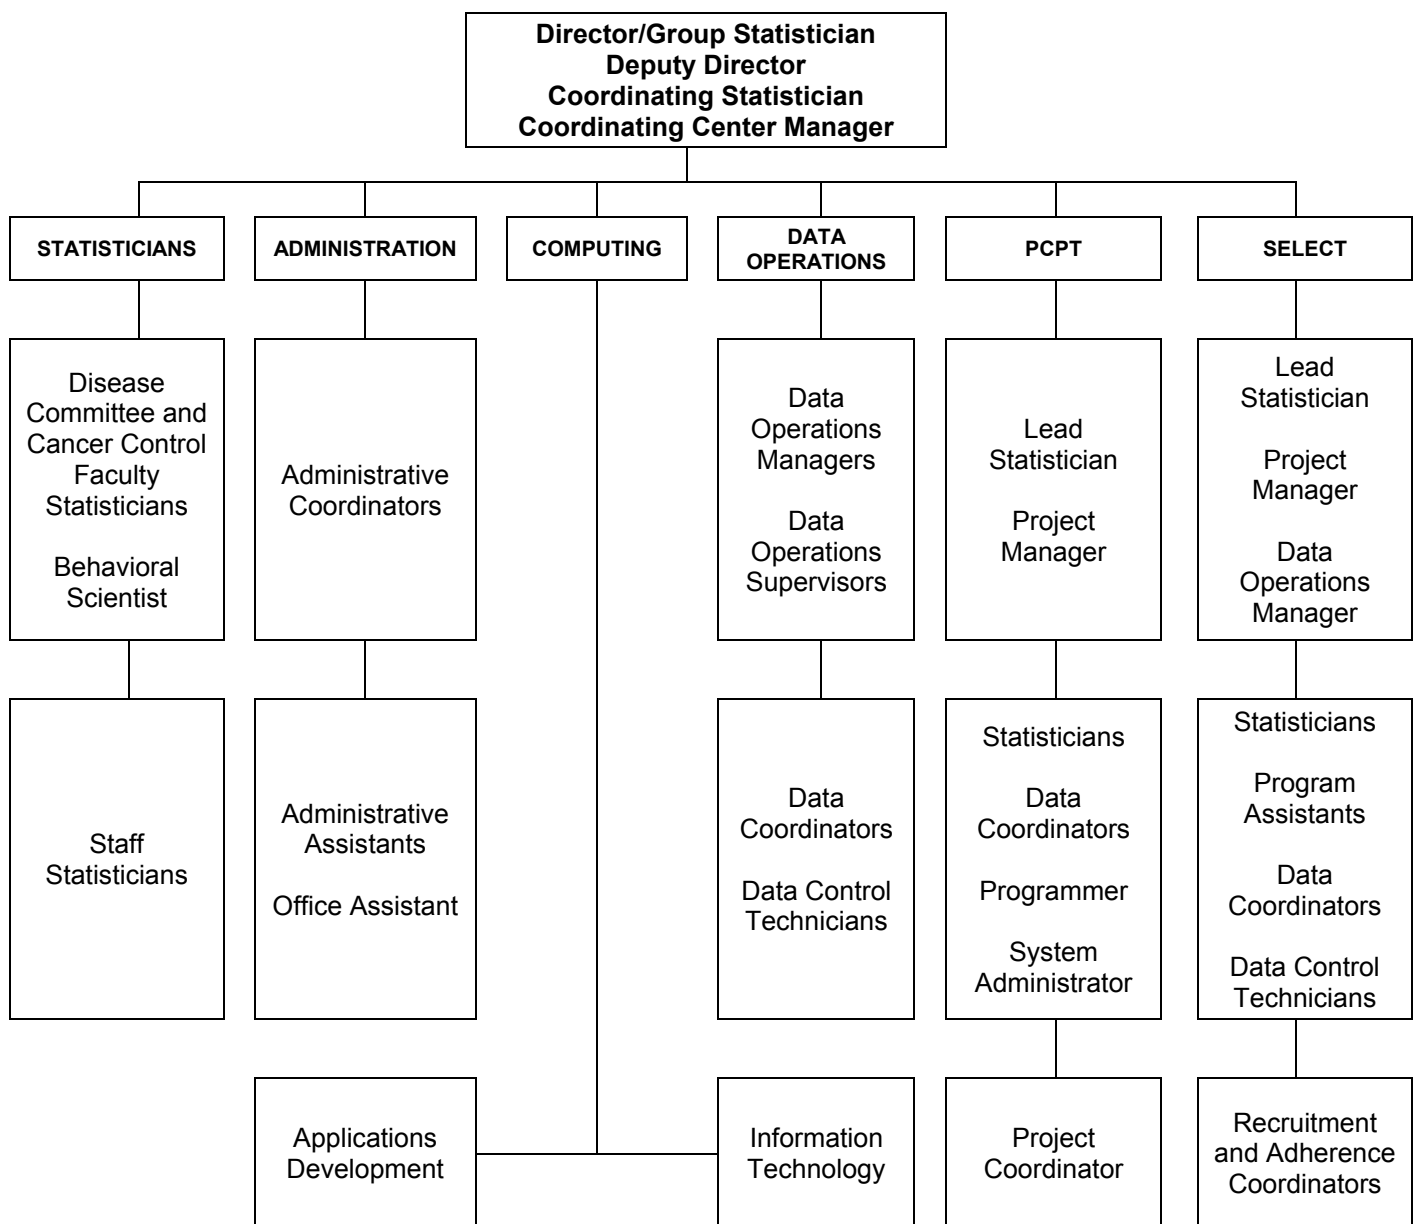 Director/Group Statistician
Deputy Director
Coordinating Statistician
Coordinating Center Manager
STATISTICIANS
ADMINISTRATION
COMPUTING
DATA
OPERATIONS
PCPT
SELECT
Disease
Committee and
Cancer Control
Faculty
Statisticians
Behavioral
Scientist
Administrative
Coordinators
Data
Operations
Managers
Data
Operations
Supervisors
Lead
Statistician
Project
Manager
Lead
Statistician
Project
Manager
Data
Operations
Manager
Staff
Statisticians
Administrative
Assistants
Office Assistant
Data
Coordinators
Data Control
Technicians
Statisticians
Data
Coordinators
Programmer
System
Administrator
Statisticians
Program
Assistants
Data
Coordinators
Data Control
Technicians
Applications
Development
Information
Technology
Project
Coordinator
Recruitment
and Adherence
Coordinators